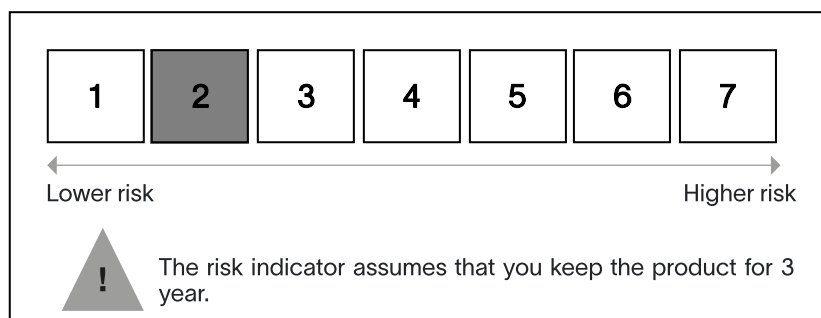 1 2 3 4 5 6 7
Lower risk Higher risk
!
The risk indicator assumes that you keep the product for 3
year.